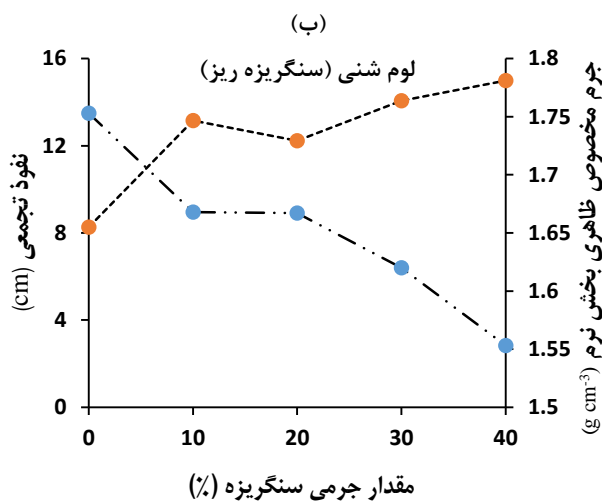 (ب)
لوم شنی (سنگریزه ریز)
نفوذ تجمعی
(cm)
16
12
8
4
0
1.8
1.75
1.7
1.65
1.6
1.55
1.5
جرم مخصوص ظاهری بخش نرم
(g cm-3)
0 10 20 30 40
مقدار جرمی سنگریزه (٪)